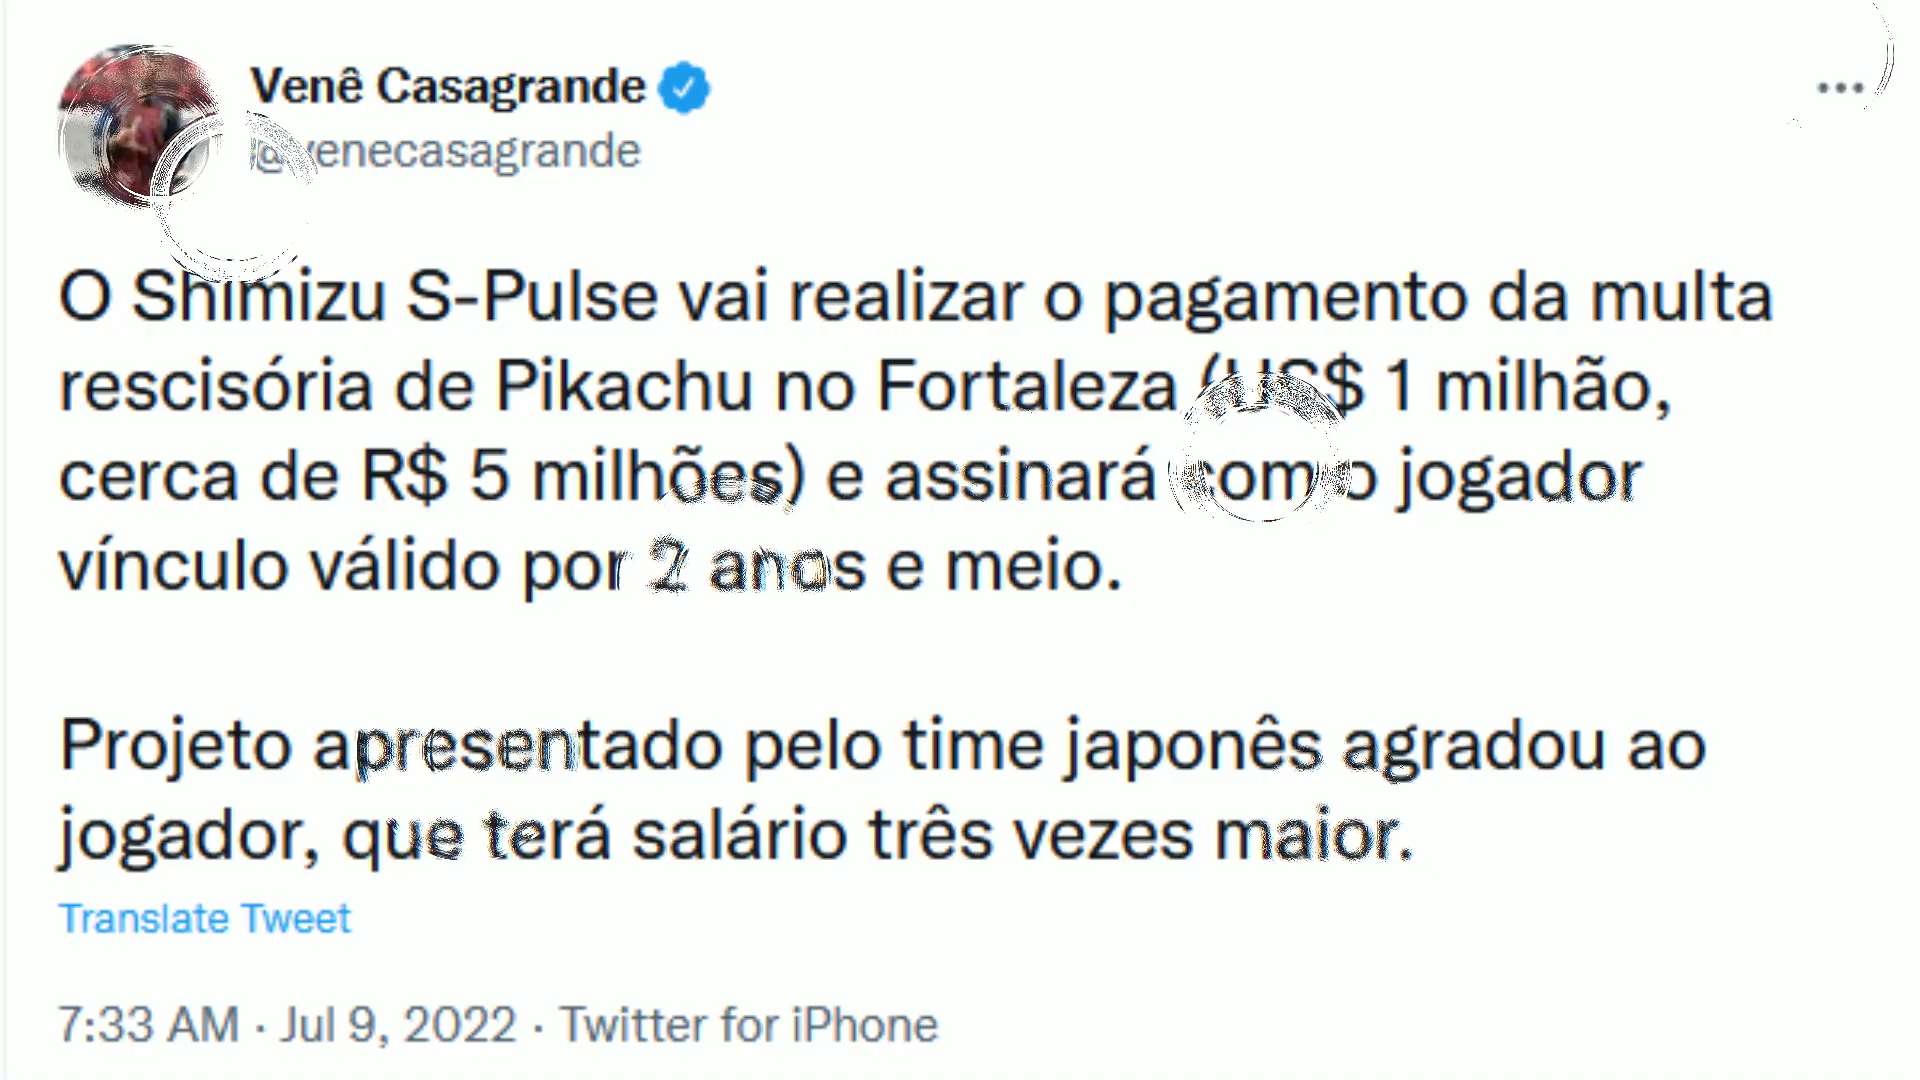 Venê Casagrande
@venecasagrande
O Shimizu S-Pulse vai realizar o pagamento da multa
rescisória de Pikachu no Fortaleza (US$ 1 milhão,
cerca de R$ 5 milhões) e assinará com o jogador
vínculo válido por 2 anos e meio.
Projeto apresentado pelo time japonês agradou ao
jogador, que terá salário três vezes maior.
Translate Tweet
7:33 AM · Jul 9, 2022 · Twitter for iPhone